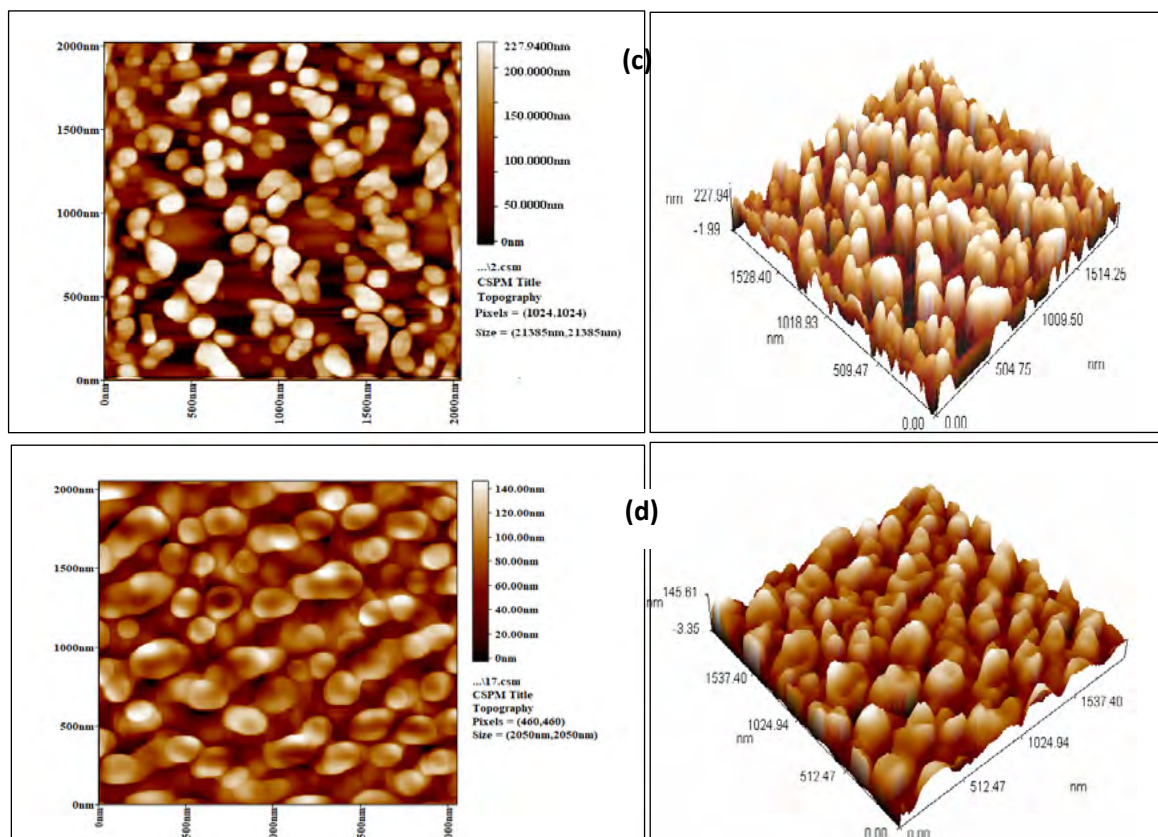 2000nm
1500nm
1000nm
500nm
0nm
0nm
500nm
1000nm
1500nm
2000nm
227.9400nm
200.0000nm
150.0000nm
100.0000nm
50.0000nm
0nm
...\2.csm
CSPM Title
Topography
Pixels = (1024,1024)
Size = (21385nm,21385nm)
(c)
227.94
nm
-1.99
1528.40
1018.93
nm
509.47
0.00
0.00
504.75
nm
1009.50
1514.25
2000nm
1500nm
1000nm
500nm
0nm
0nm
500nm
140.00nm
120.00nm
100.00nm
80.00nm
60.00nm
40.00nm
20.00nm
0nm
...\17.csm
CSPM Title
Topography
Pixels = (460,460)
Size = (2050nm,2050nm)
(d)
145.61
nm
-3.35
1537.40
1024.94
nm
512.47
0.00
0.00
512.47
nm
1024.94
1537.40